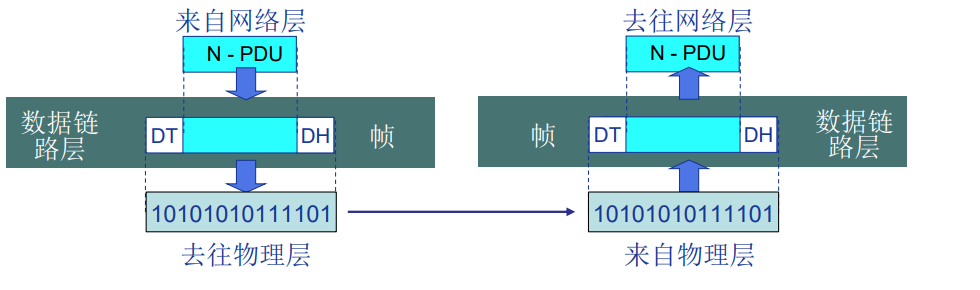 来自网络层
N - PDU
数据链
路层
DT
DH
帧
10101010111101
去往物理层
去往网络层
N - PDU
帧
DT
DH
数据链
路层
10101010111101
来自物理层